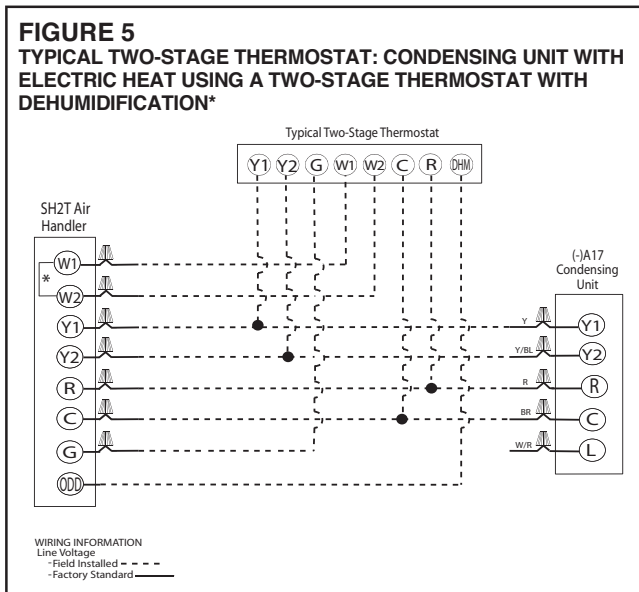 FIGURE 5
TYPICAL TWO-STAGE THERMOSTAT: CONDENSING UNIT WITH
ELECTRIC HEAT USING A TWO-STAGE THERMOSTAT WITH
DEHUMIDIFICATION*
Typical Two-Stage Thermostat
Y1 Y2 G W1 W2 C R DHM
SH2T Air
Handler
(-)A17
Condensing
Unit
W1
*
W2
Y1 Y Y1
Y2 Y/BL Y2
R R R
C BR C
G W/R L
ODD
WIRING INFORMATION
Line Voltage
-Field Installed
-Factory Standard